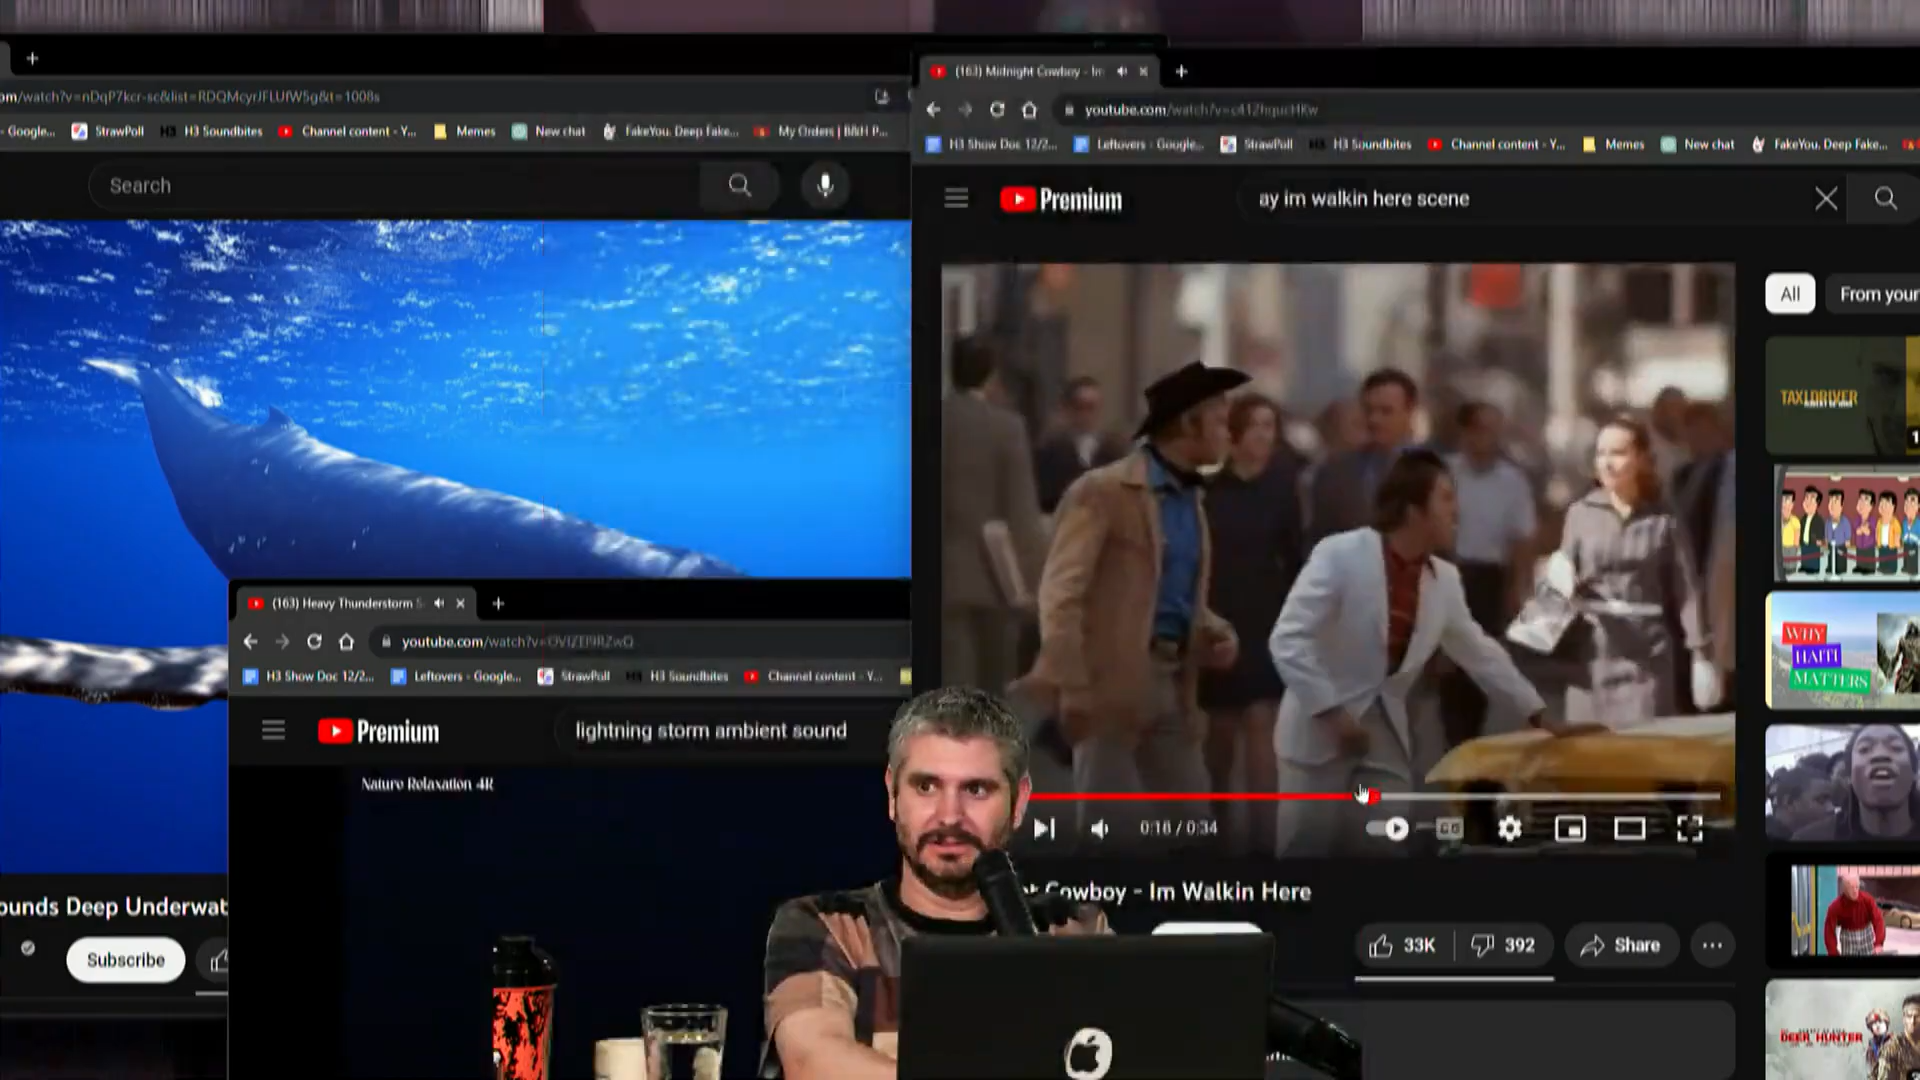 om/watch?v=nDqP7kcr-sc&list=RDQMcyrJFLUfW5g&t=1008s
- Google... StrawPoll H3 Soundbites Channel content - Y... Memes New chat FakeYou. Deep Fake... My Orders | B&H P...
Search
ounds Deep Underwat
Subscribe
(163) Midnight Cowboy - Im
youtube.com/watch?v=c412hqucHKw
H3 Show Doc 12/2... Leftovers - Google... StrawPoll H3 Soundbites Channel content - Y... Memes New chat FakeYou. Deep Fake...
Premium
ay im walkin here scene
All
From your
TAXI DRIVER
WHY
HAITI
MATTERS
0:18 / 0:34
CC
Cowboy - Im Walkin Here
33K
392
Share
...
DEER HUNTER
(163) Heavy Thunderstorm S
youtube.com/watch?v=
H3 Show Doc 12/2... Leftovers - Google... StrawPoll H3 Soundbites Channel content - Y...
Premium
lightning storm ambient sound
Nature Relaxation 4K